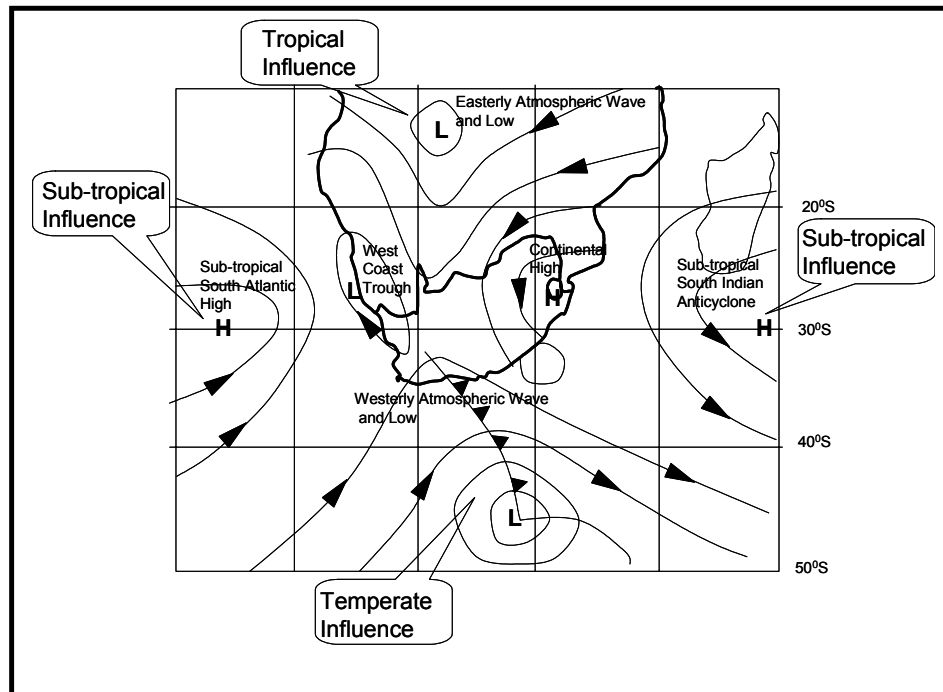 Tropical
Influence
Easterly Atmospheric Wave
and Low
L
Sub-tropical
Influence
20⁰S
Sub-tropical
Influence
West
Coast
Trough
Continental
High
Sub-tropical
South Atlantic
High
Sub-tropical
South Indian
Anticyclone
L
H
H
H
30⁰S
Westerly Atmospheric Wave
and Low
40⁰S
L
50⁰S
Temperate
Influence